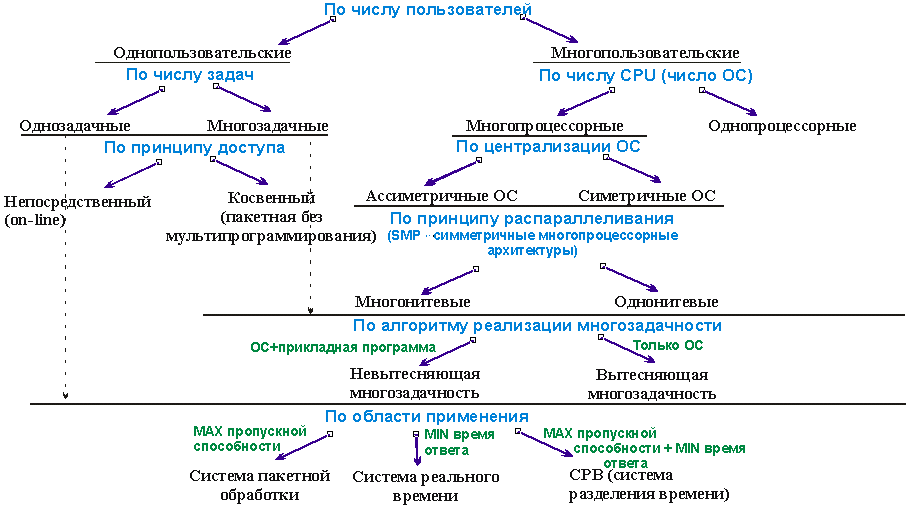 По числу пользователей
Однопользовательские
Многопользовательские
По числу задач
По числу CPU (число ОС)
Однозадачные
Многозадачные
Многопроцессорные
Однопроцессорные
По принципу доступа
По централизации ОС
Непосредственный
(on-line)
Косвенный
(пакетная без
мультипрограммирования)
Ассиметричные ОС
Симетричные ОС
По принципу распараллеливания
(SMP - симметричные многопроцессорные
архитектуры)
Многонитевые
Однонитевые
По алгоритму реализации многозадачности
ОС+прикладная программа
Только ОС
Невытесняющая
многозадачность
Вытесняющая
многозадачность
По области применения
MAX пропускной
способности
MIN время
ответа
MAX пропускной
способности + MIN время
ответа
Система пакетной
обработки
Система реального
времени
СРВ (система
разделения времени)